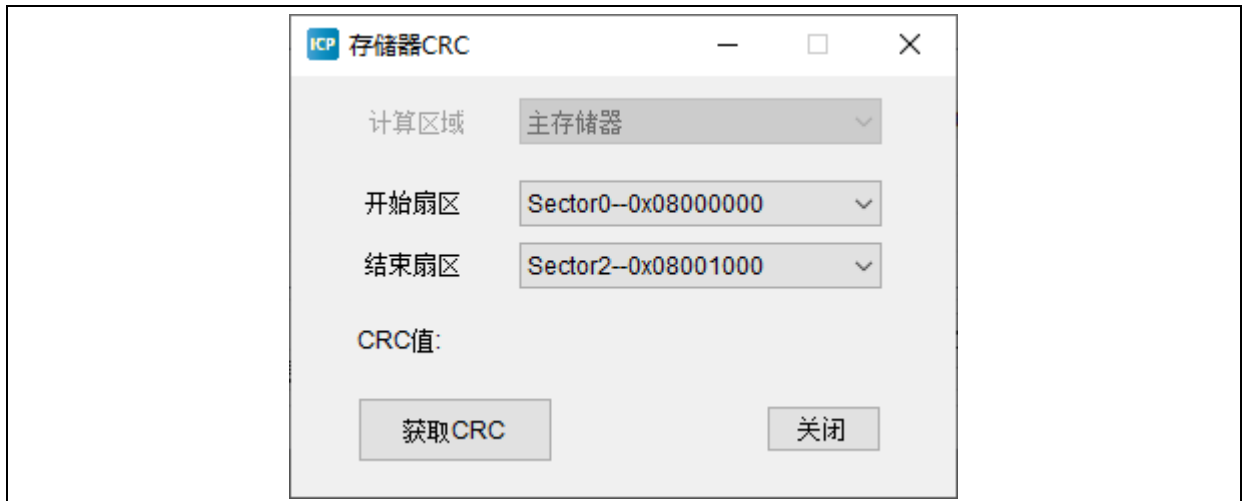 ICP 存储器CRC
计算区域 主存储器
开始扇区 Sector0--0x08000000
结束扇区 Sector2--0x08001000
CRC值:
获取CRC 关闭